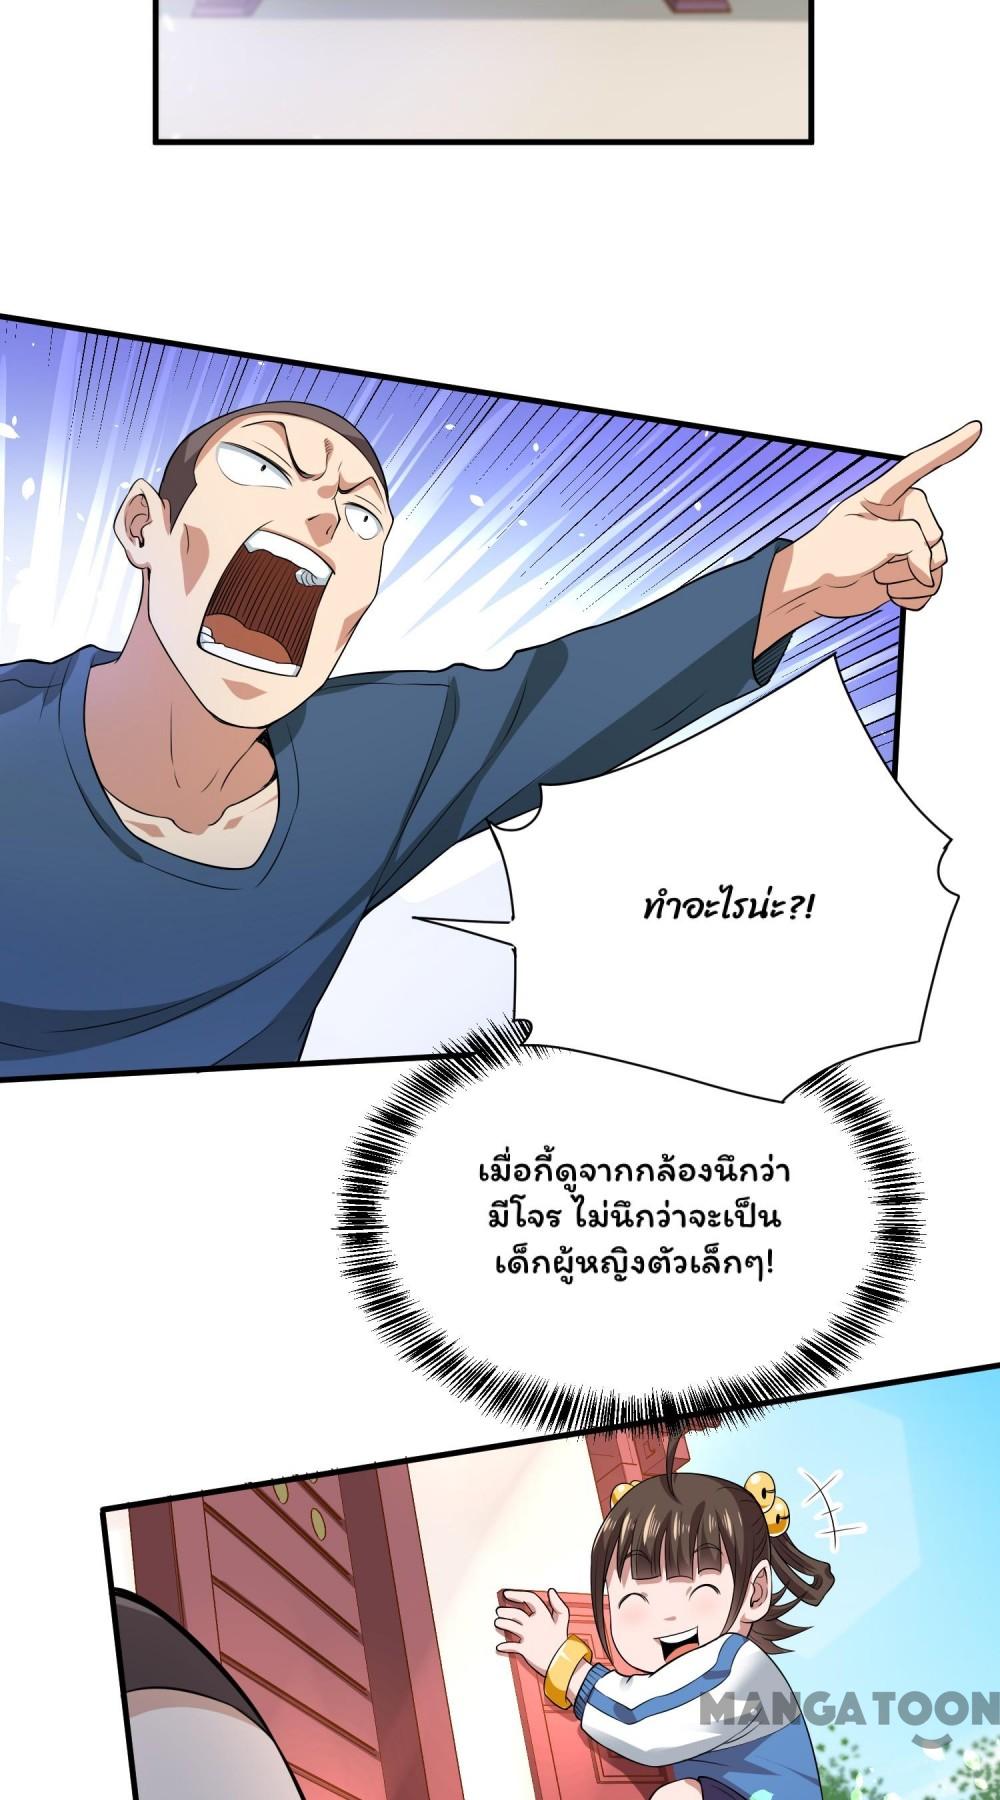 ทำอะไรน่ะ?!
เมื่อกี้ดูจากกล้องนึกว่า
มีโจร ไม่นึกว่าจะเป็น
เด็กผู้หญิงตัวเล็กๆ!
MANGATOON